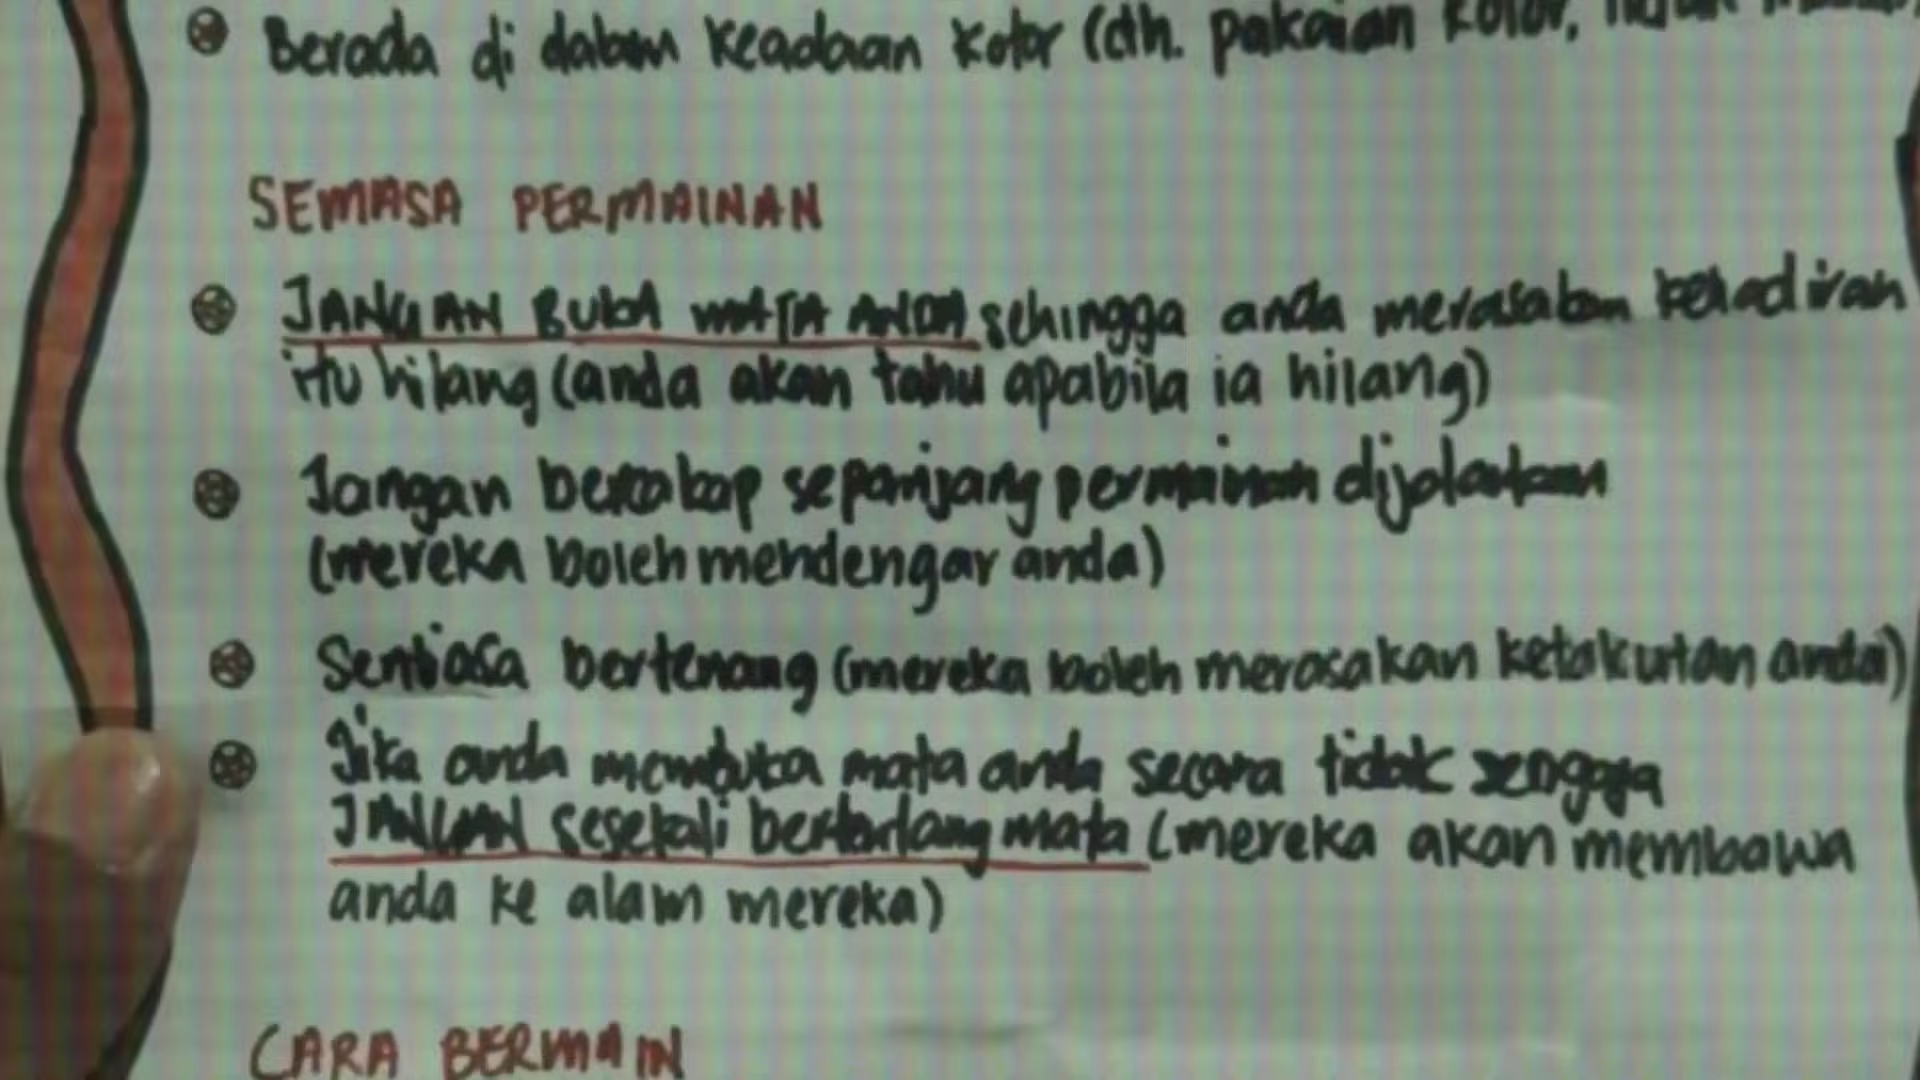 Berada di dalam keadaan kotor (cth. pakaian kotor, tidak
SEMASA PERMAINAN
JANGAN BUKA MATA ANDA sehingga anda merasakan kehadiran
itu hilang (anda akan tahu apabila ia hilang)
Jangan bercakap sepanjang permainan dijalankan
(mereka boleh mendengar anda)
Sentiasa bertenang (mereka boleh merasakan ketakutan anda)
Jika anda membuka mata anda secara tidak sengaja
JANGAN sesekali bertentang mata (mereka akan membawa
anda ke alam mereka)
CARA BERMAIN